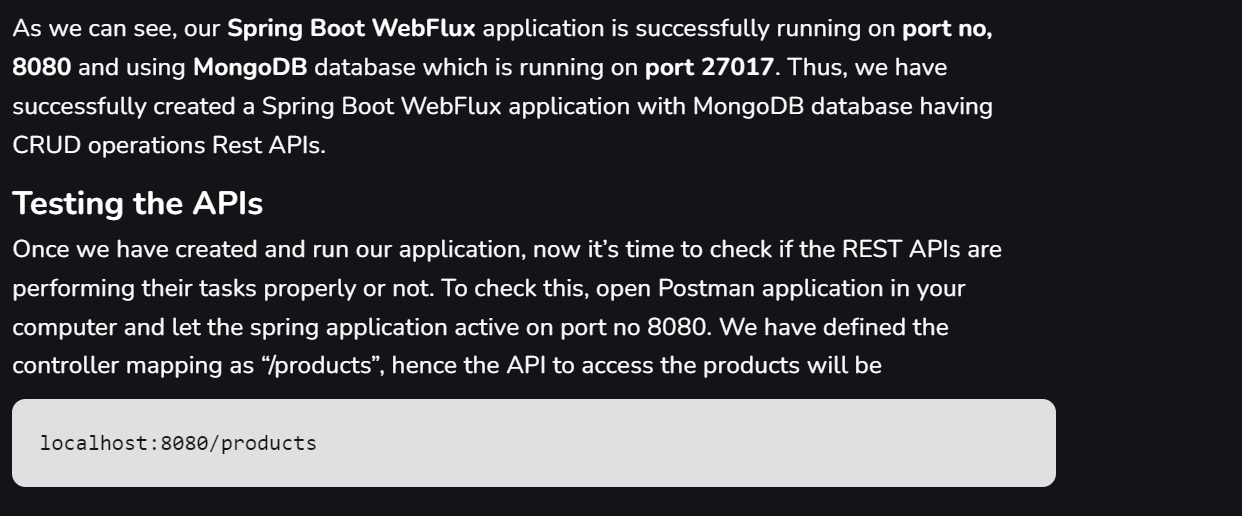 As we can see, our Spring Boot WebFlux application is successfully running on port no,
8080 and using MongoDB database which is running on port 27017. Thus, we have
successfully created a Spring Boot WebFlux application with MongoDB database having
CRUD operations Rest APIs.
Testing the APIs
Once we have created and run our application, now it’s time to check if the REST APIs are
performing their tasks properly or not. To check this, open Postman application in your
computer and let the spring application active on port no 8080. We have defined the
controller mapping as “/products”, hence the API to access the products will be
localhost:8080/products